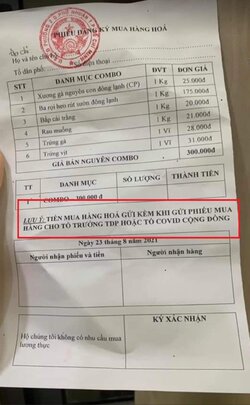 PHIẾU ĐĂNG KÝ MUA HÀNG HOÁ
Địa chỉ
Họ và tên
Tổ dân phố: điện thoại
STT DANH MỤC COMBO ĐVT ĐƠN GIÁ
1 Xương gà nguyên con đông lạnh (CP) 1 Kg 25.000đ
2 Ba rọi heo rút sườn đông lạnh 1 Kg 175.000đ
3 Bắp cải trắng 1 Kg 20.000đ
4 Rau muống 1 Kg 21.000đ
5 Trứng gà 1 Vỉ 28.000đ
6 Trứng vịt 1 Vỉ 31.000đ
GIÁ BÁN NGUYÊN COMBO 300.000đ
TT DANH MỤC SỐ LƯỢNG THÀNH TIỀN
1 COMBO 300.000 đ
LƯU Ý: TIỀN MUA HÀNG HOÁ GỬI KÈM KHI GỬI PHIẾU MUA
HÀNG CHO TỔ TRƯỞNG TDP HOẶC TỔ COVID CỘNG ĐỒNG
Ngày 23 tháng 8 năm 2021
Người nhận phiếu và tiền Người nhận hàng
KÝ XÁC NHẬN
Hộ chúng tôi không có nhu cầu mua
lương thực